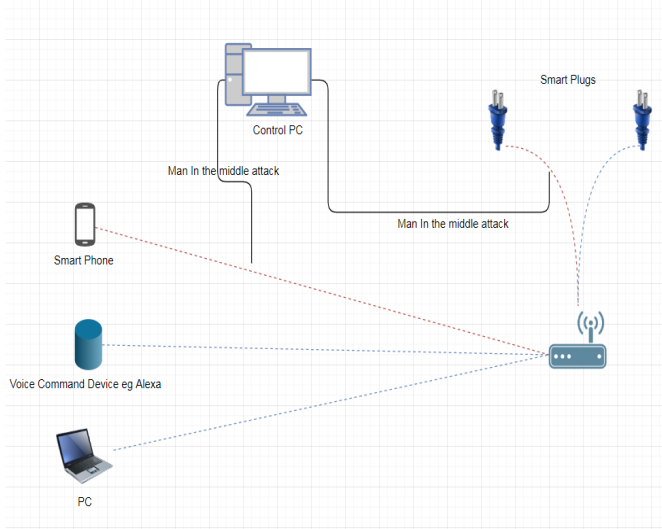 Smart Plugs
Control PC
Man In the middle attack
Man In the middle attack
Smart Phone
Voice Command Device eg Alexa
PC